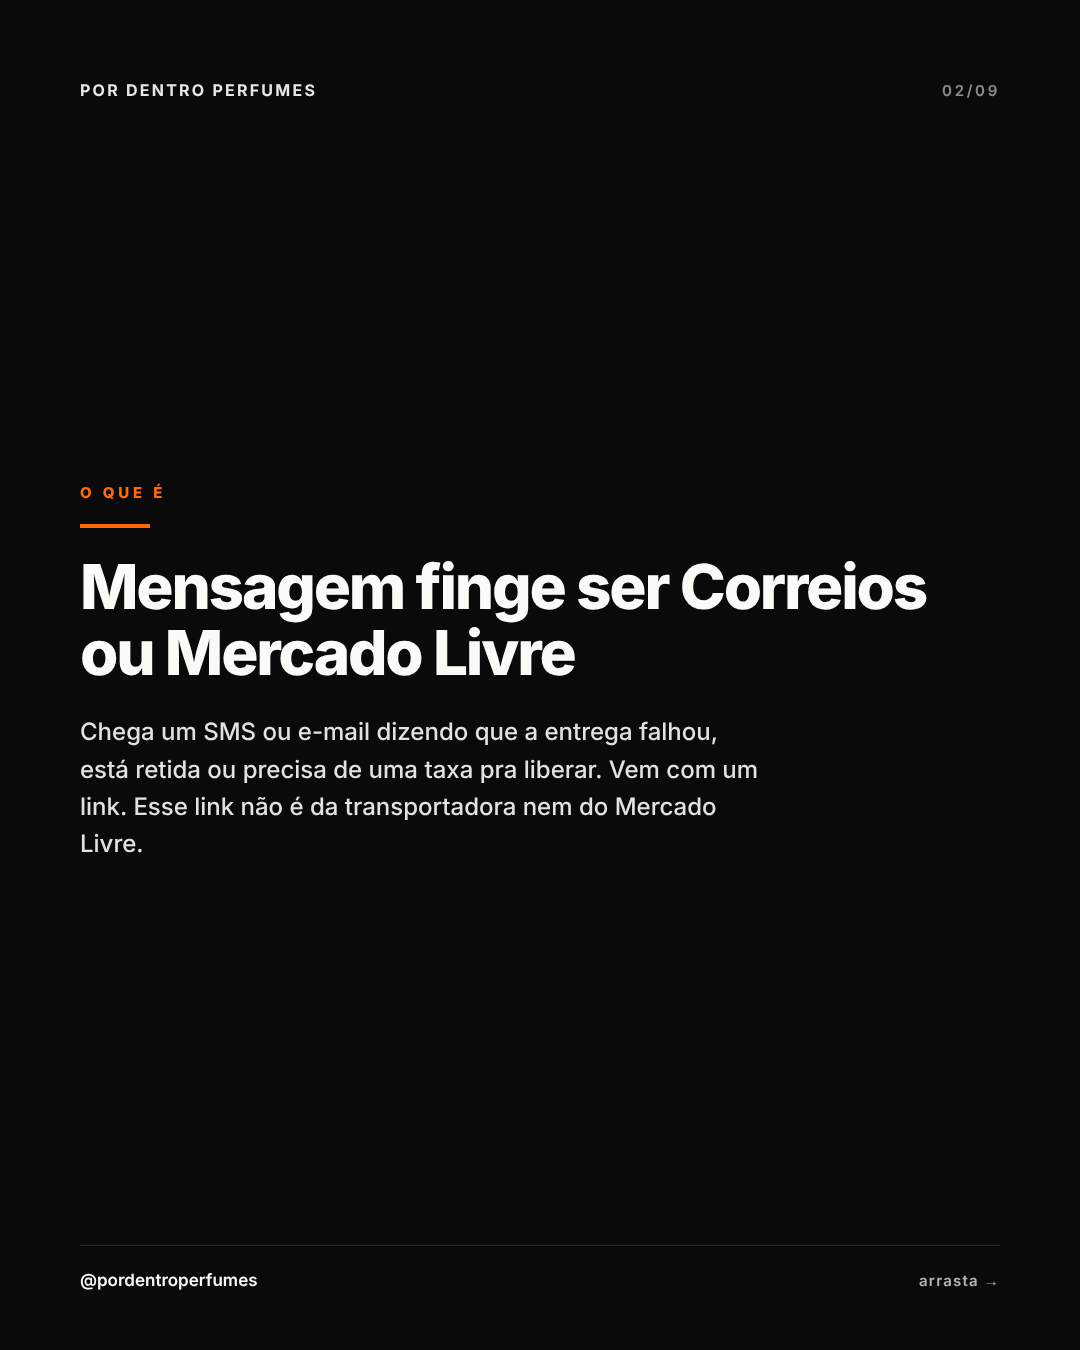 POR DENTRO PERFUMES
02/09
O QUE É
Mensagem finge ser Correios
ou Mercado Livre
Chega um SMS ou e-mail dizendo que a entrega falhou,
está retida ou precisa de uma taxa pra liberar. Vem com um
link. Esse link não é da transportadora nem do Mercado
Livre.
@pordentroperfumes
arrasta →